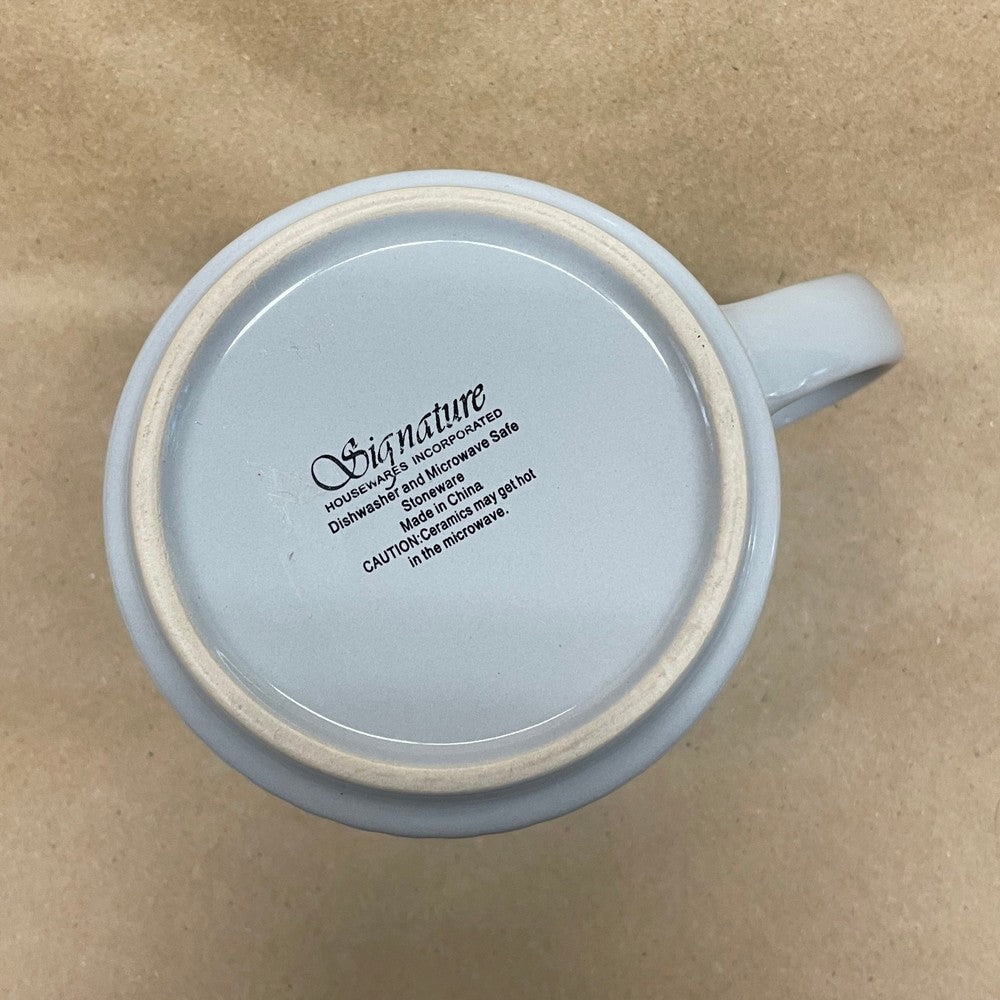 Signature
HOUSEWARES INCORPORATED
Dishwasher and Microwave Safe
Stoneware
Made in China
CAUTION:Ceramics may get hot
in the microwave.